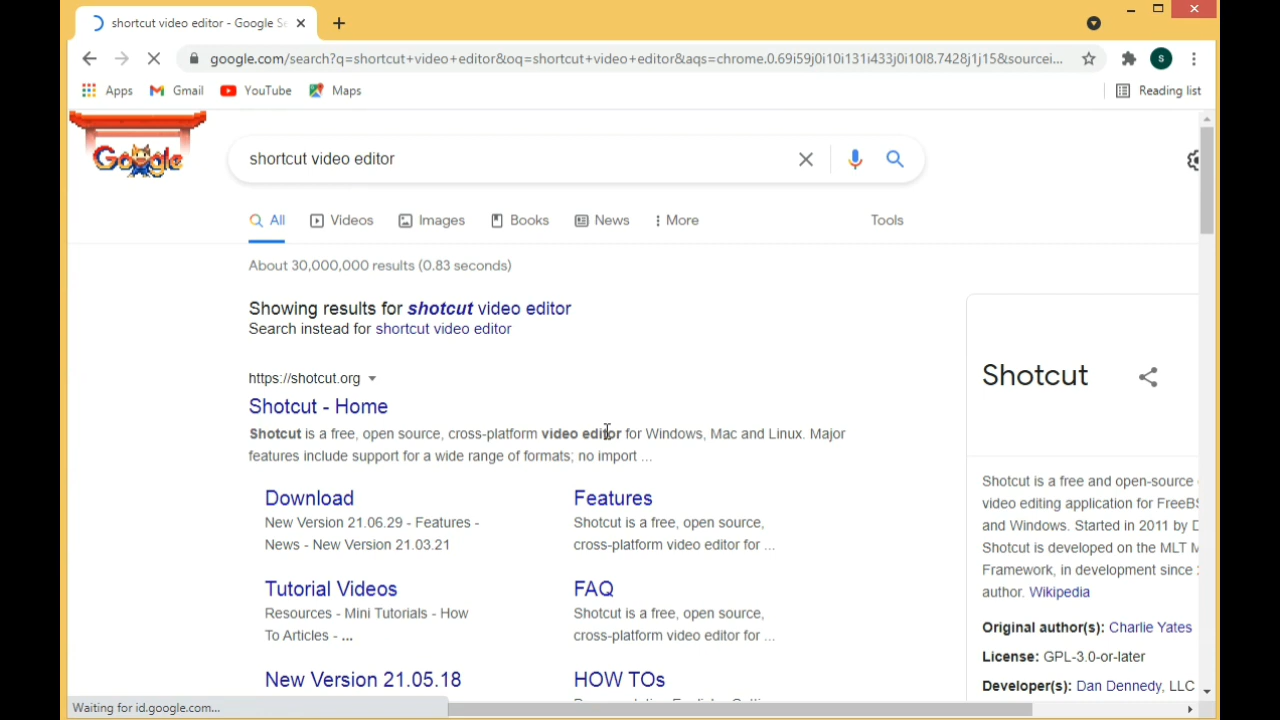 shortcut video editor - Google Se
google.com/search?q=shortcut+video+editor&oq=shortcut+video+editor&aqs=chrome.0.69i59j0i10i131i433j0i10l8.7428j1j15&sourcei...
S
Apps
Gmail
YouTube
Maps
Reading list
Google
shortcut video editor
All
Videos
Images
Books
News
More
Tools
About 30,000,000 results (0.83 seconds)
Showing results for shotcut video editor
Search instead for shortcut video editor
https://shotcut.org
Shotcut - Home
Shotcut is a free, open source, cross-platform video editor for Windows, Mac and Linux. Major
features include support for a wide range of formats; no import ...
Download
New Version 21.06.29 - Features -
News - New Version 21.03.21
Features
Shotcut is a free, open source,
cross-platform video editor for ...
Tutorial Videos
Resources - Mini Tutorials - How
To Articles - ...
FAQ
Shotcut is a free, open source,
cross-platform video editor for ...
New Version 21.05.18
HOW TOs
Shotcut
Shotcut is a free and open-source
video editing application for FreeBS
and Windows. Started in 2011 by D
Shotcut is developed on the MLT M
Framework, in development since
author. Wikipedia
Original author(s): Charlie Yates
License: GPL-3.0-or-later
Developer(s): Dan Dennedy, LLC
Waiting for id.google.com...